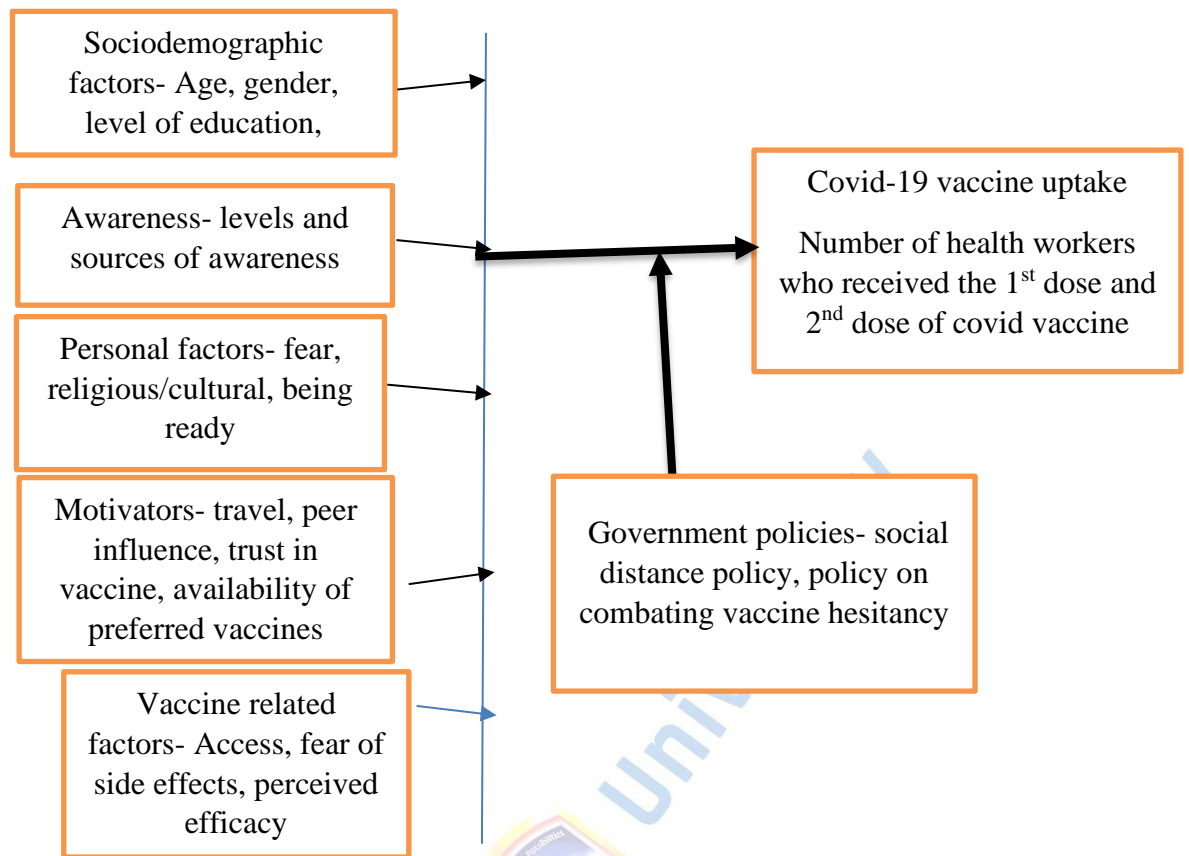 Sociodemographic
factors- Age, gender,
level of education,
Awareness- levels and
sources of awareness
Personal factors- fear,
religious/cultural, being
ready
Motivators- travel, peer
influence, trust in
vaccine, availability of
preferred vaccines
Vaccine related
factors- Access, fear of
side effects, perceived
efficacy
Covid-19 vaccine uptake
Number of health workers
who received the 1st dose and
2nd dose of covid vaccine
Government policies- social
distance policy, policy on
combating vaccine hesitancy
Possibilities